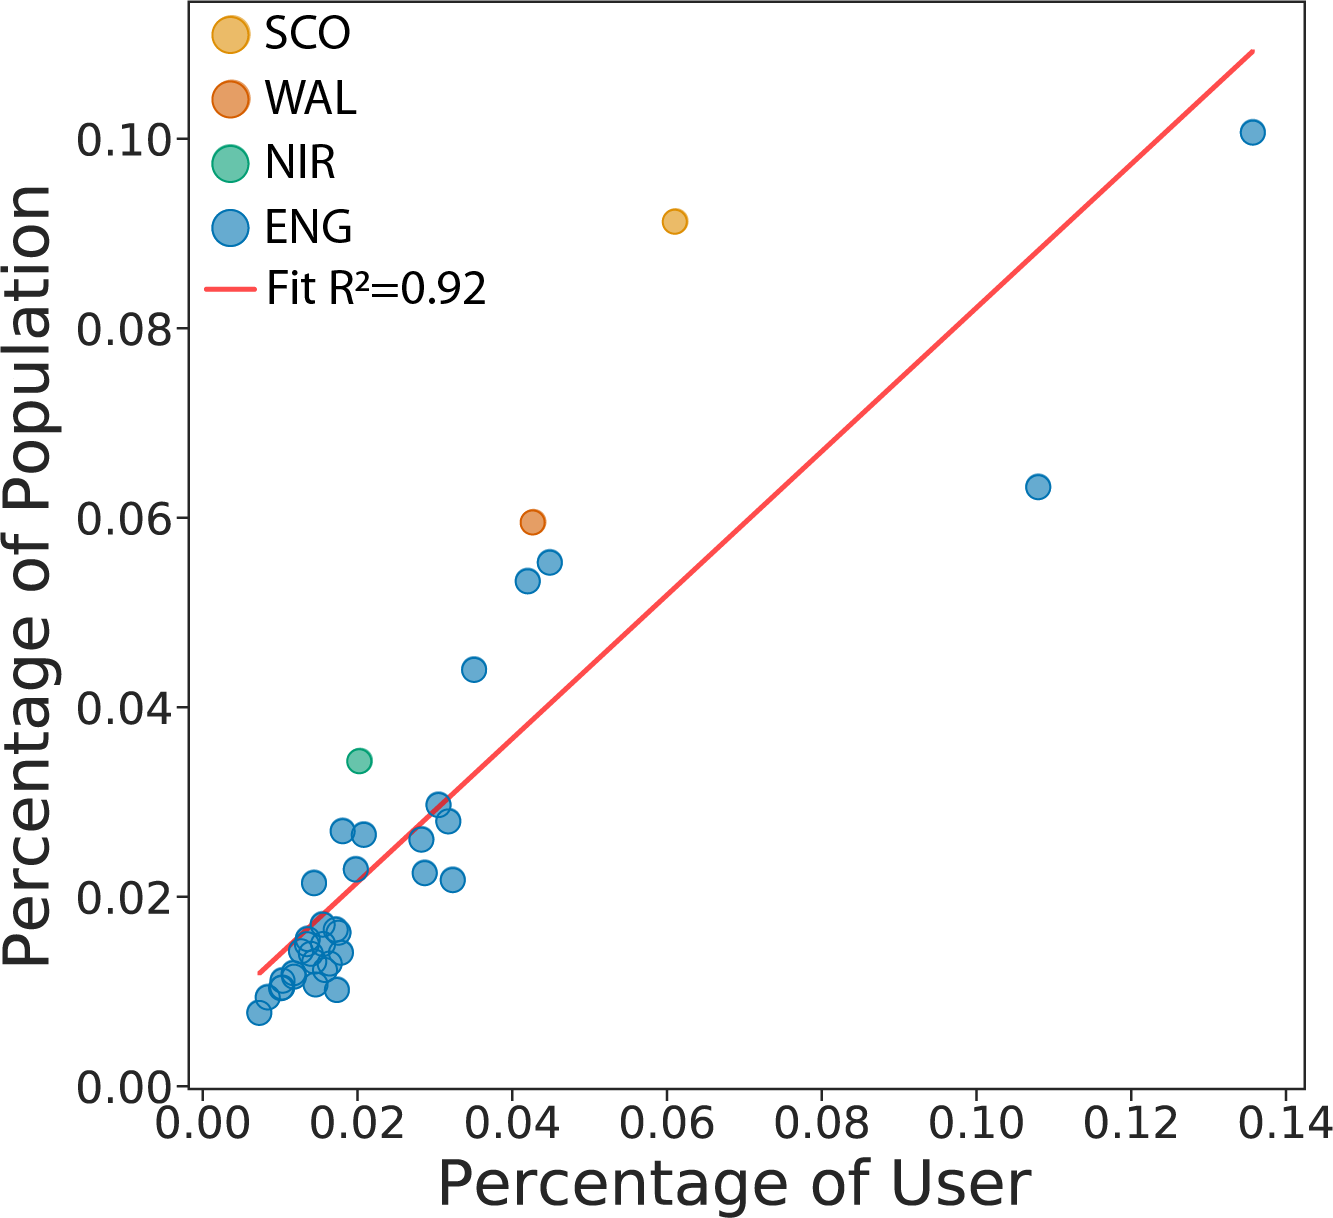 SCO
WAL
NIR
ENG
Fit R²=0.92
Percentage of Population
0.10
0.08
0.06
0.04
0.02
0.00
0.00 0.02 0.04 0.06 0.08 0.10 0.12 0.14
Percentage of User